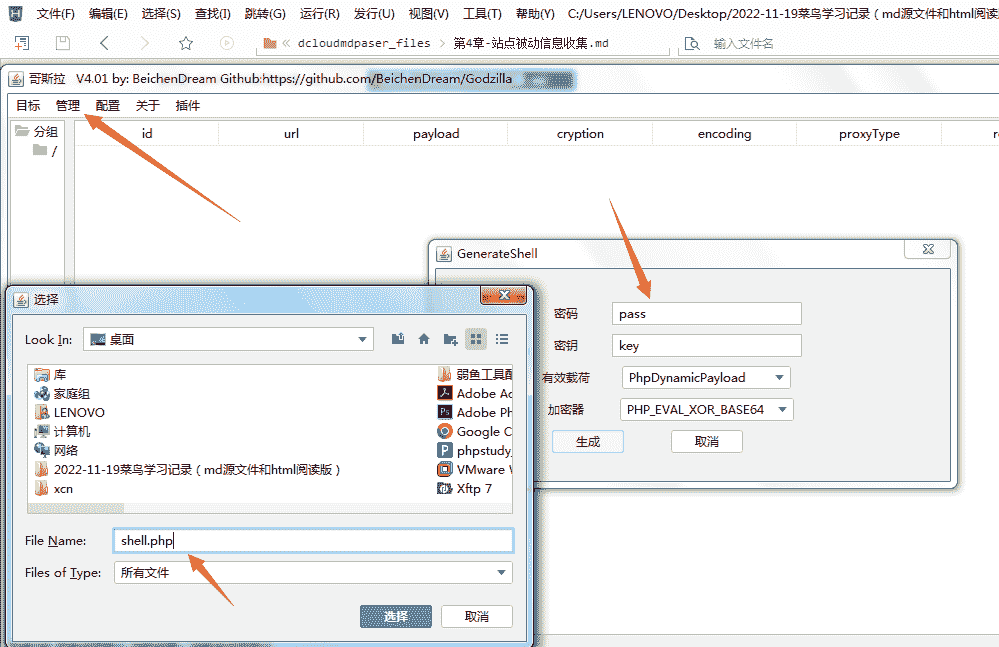 文件(F) 编辑(E) 选择(S) 查找(I) 跳转(G) 运行(R) 发行(U) 视图(V) 工具(T) 帮助(Y) C:/Users/LENOVO/Desktop/2022-11-19菜鸟学习记录（md源文件和html阅读
dcloudmdpaser_files 第4章-站点被动信息收集.md 输入文件名
哥斯拉 V4.01 by: BeichenDream Github:https://github.com/BeichenDream/Godzilla
目标 管理 配置 关于 插件
分组 id url payload cryption encoding proxyType
/
GenerateShell
密码 pass
密钥 key
有效载荷 PhpDynamicPayload
加密器 PHP_EVAL_XOR_BASE64
生成 取消
选择
Look In: 桌面
库
家庭组
LENOVO
计算机
网络
2022-11-19菜鸟学习记录（md源文件和html阅读版）
xcn
弱鱼工具
Adobe Ac
Adobe Ph
Google C
phpstudy_
VMware
Xftp 7
File Name: shell.php
Files of Type: 所有文件
选择 取消